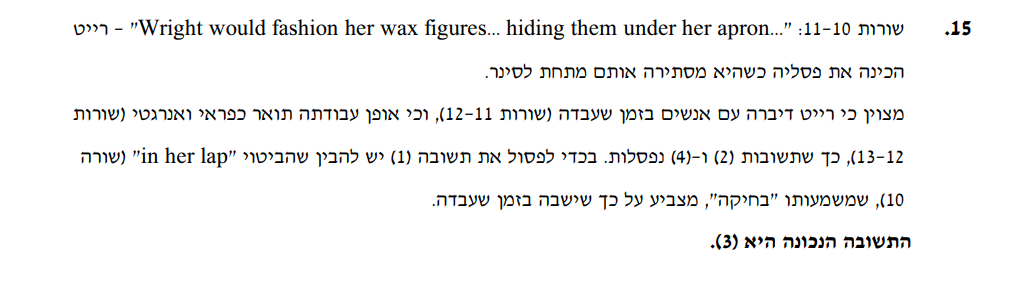 15. שורות 10–11: "Wright would fashion her wax figures... hiding them under her apron..." – רייט
הכינה את פסליה כשהיא מסתירה אותם מתחת לסינר.
מצוין כי רייט דיברה עם אנשים בזמן שעבדה (שורות 11–12), וכי אופן עבודתה תואר כפראי ואנרגטי (שורות
12–13), כך שתשובות (2) ו-(4) נפסלות. בכדי לפסול את תשובה (1) יש להבין שהביטוי "in her lap" (שורה
10), שמשמעותו "בחיקה", מצביע על כך שישבה בזמן שעבדה.
התשובה הנכונה היא (3).